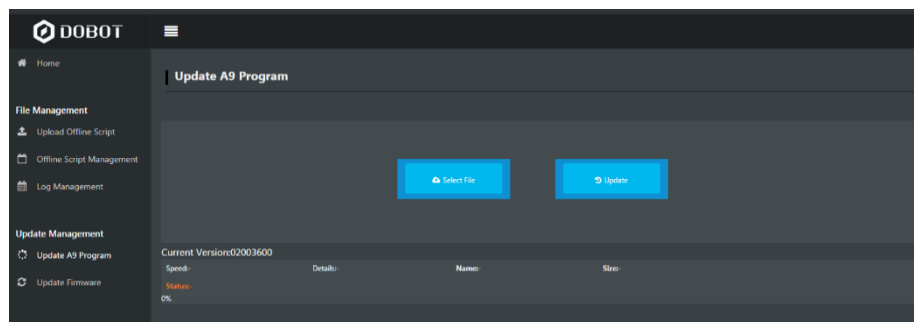 DOBOT
Home
Update A9 Program
File Management
Upload Offline Script
Offline Script Management
Log Management
Select File
Update
Update Management
Update A9 Program
Update Firmware
Current Version:02003600
Speed:- Details:- Name:- Size:-
Status:-
0%